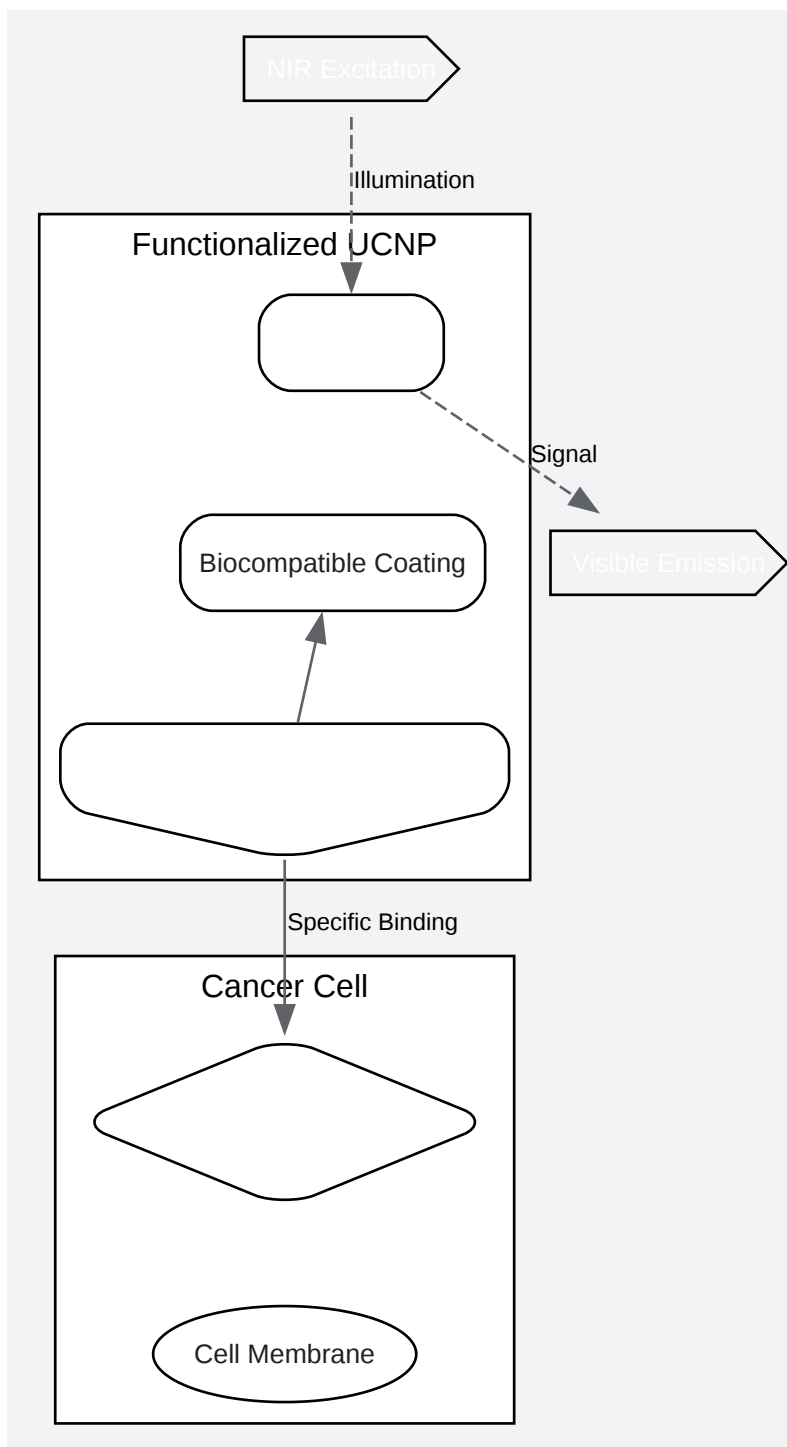 NIR Excitation
Illumination
Functionalized UCNP
Signal
Biocompatible Coating
Visible Emission
Specific Binding
Cancer Cell
Cell Membrane